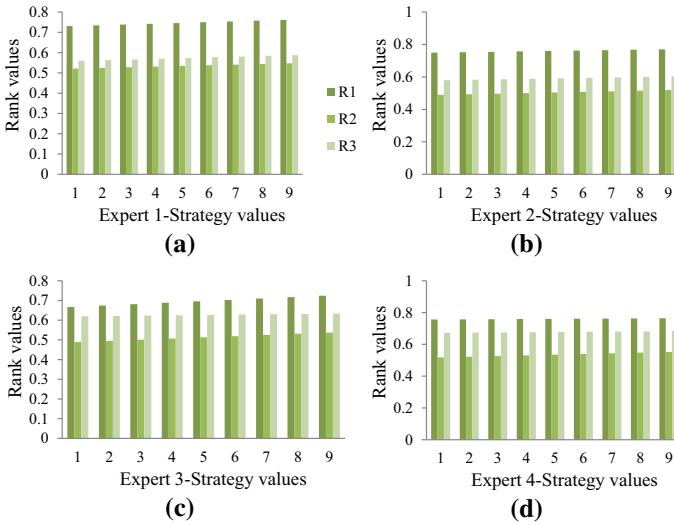 0.8
0.7
0.6
0.5
0.4
0.3
0.2
0.1
0
Rank values
1 2 3 4 5 6 7 8 9
Expert 1-Strategy values
(a)
R1
R2
R3
1
0.8
0.6
0.4
0.2
0
Rank values
1 2 3 4 5 6 7 8 9
Expert 2-Strategy values
(b)
0.8
0.7
0.6
0.5
0.4
0.3
0.2
0.1
0
Rank values
1 2 3 4 5 6 7 8 9
Expert 3-Strategy values
(c)
1
0.8
0.6
0.4
0.2
0
Rank values
1 2 3 4 5 6 7 8 9
Expert 4-Strategy values
(d)